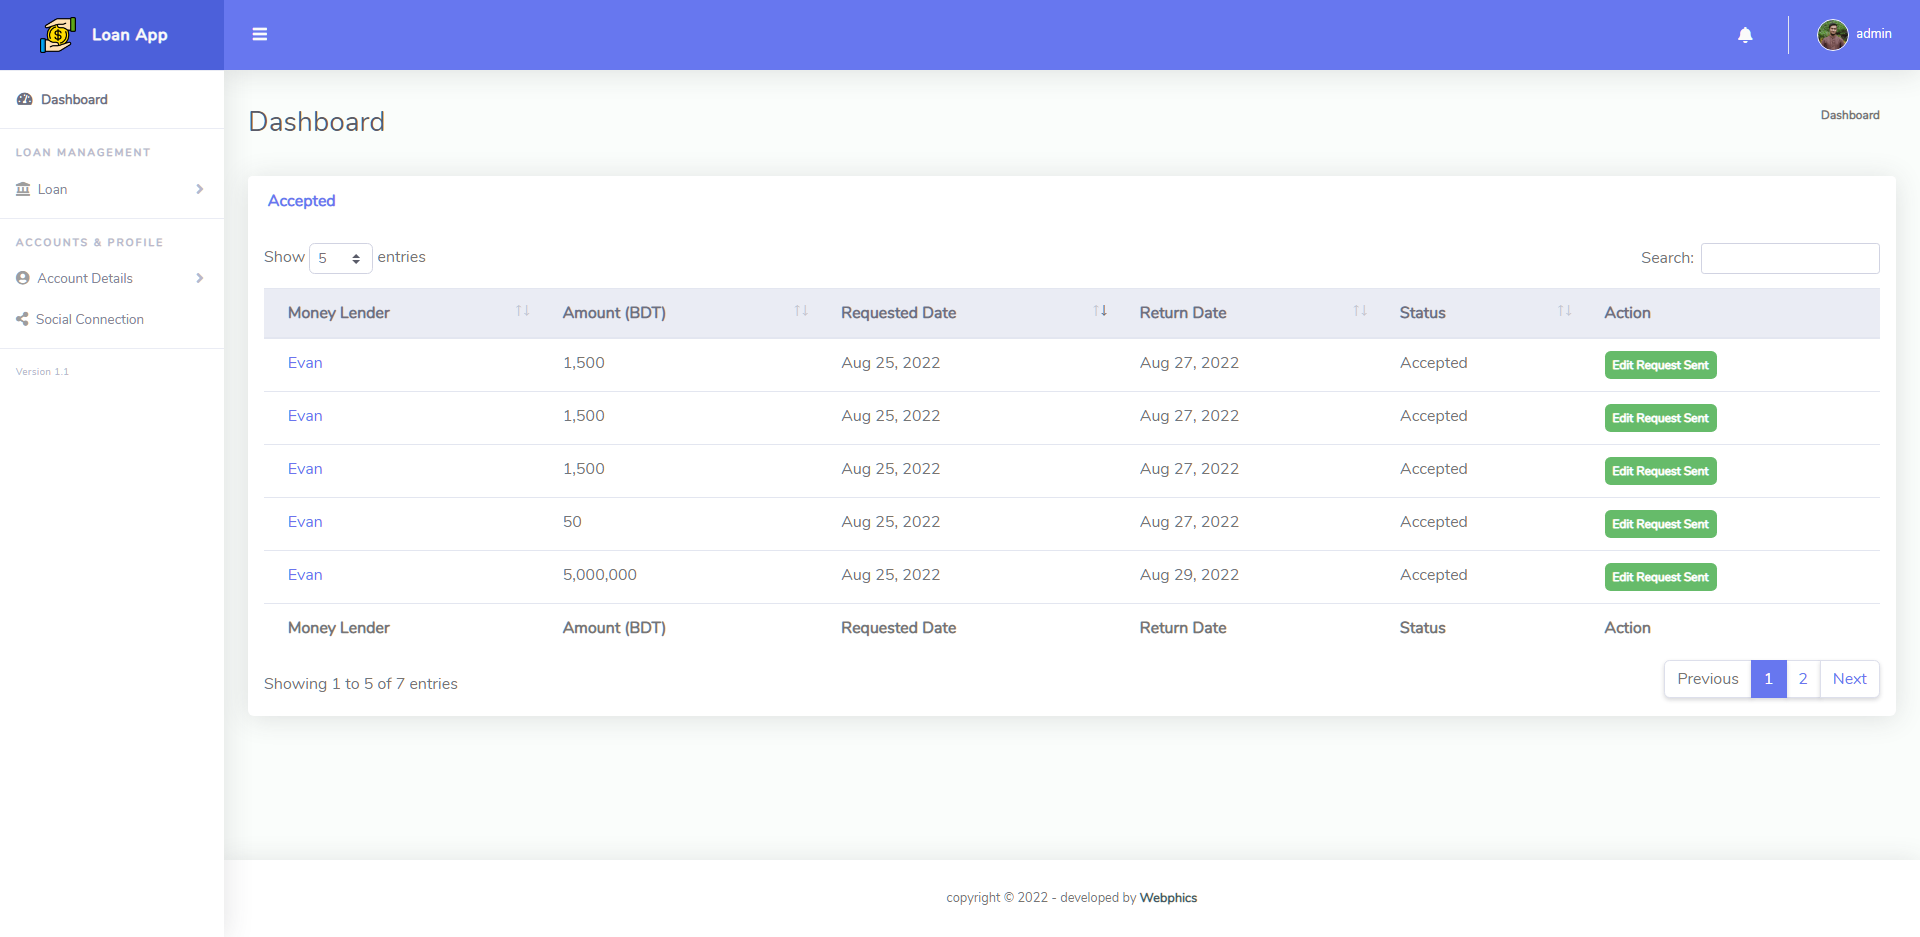 Loan App
admin
Dashboard
LOAN MANAGEMENT
Loan
ACCOUNTS & PROFILE
Account Details
Social Connection
Version 1.1
Dashboard
Dashboard
Accepted
Show 5 entries
Search:
Money Lender Amount (BDT) Requested Date Return Date Status Action
Evan 1,500 Aug 25, 2022 Aug 27, 2022 Accepted Edit Request Sent
Evan 1,500 Aug 25, 2022 Aug 27, 2022 Accepted Edit Request Sent
Evan 1,500 Aug 25, 2022 Aug 27, 2022 Accepted Edit Request Sent
Evan 50 Aug 25, 2022 Aug 27, 2022 Accepted Edit Request Sent
Evan 5,000,000 Aug 25, 2022 Aug 29, 2022 Accepted Edit Request Sent
Money Lender Amount (BDT) Requested Date Return Date Status Action
Showing 1 to 5 of 7 entries
Previous 1 2 Next
copyright © 2022 - developed by Webphics